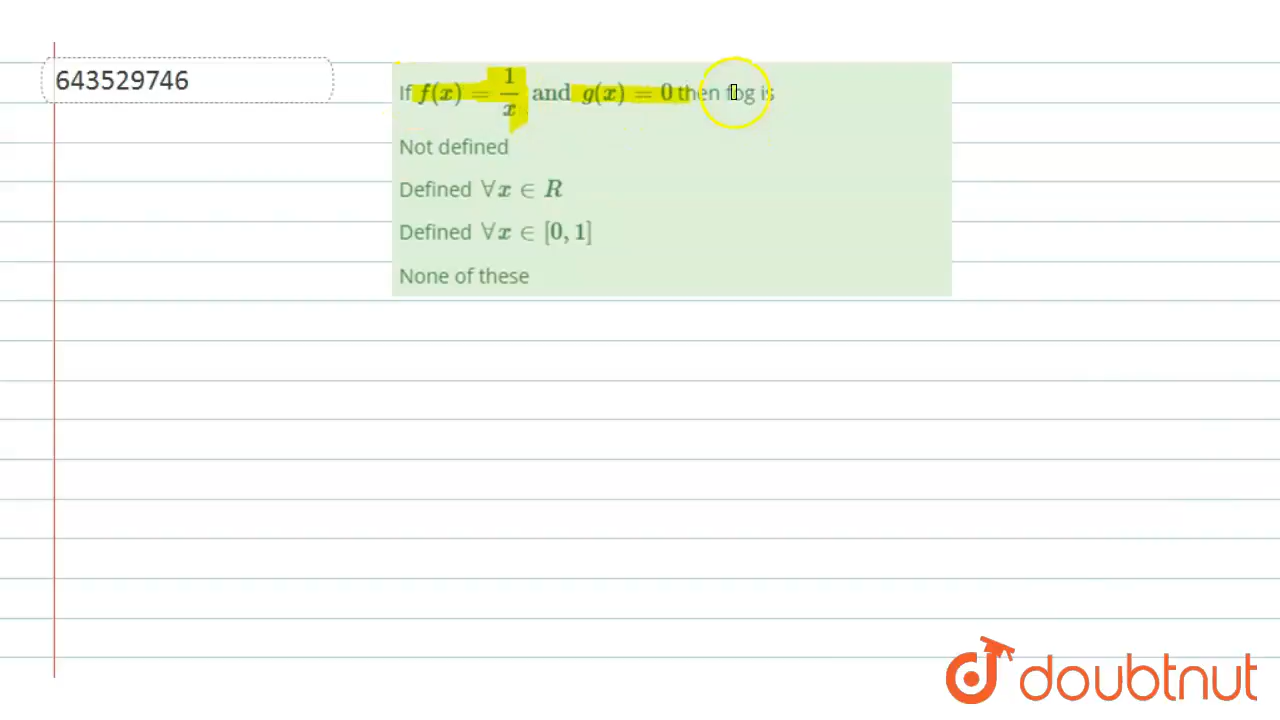 643529746
If f(x) = 1/x and g(x) = 0 then fog is
Not defined
Defined ∀x ∈ R
Defined ∀x ∈ [0, 1]
None of these
doubtnut